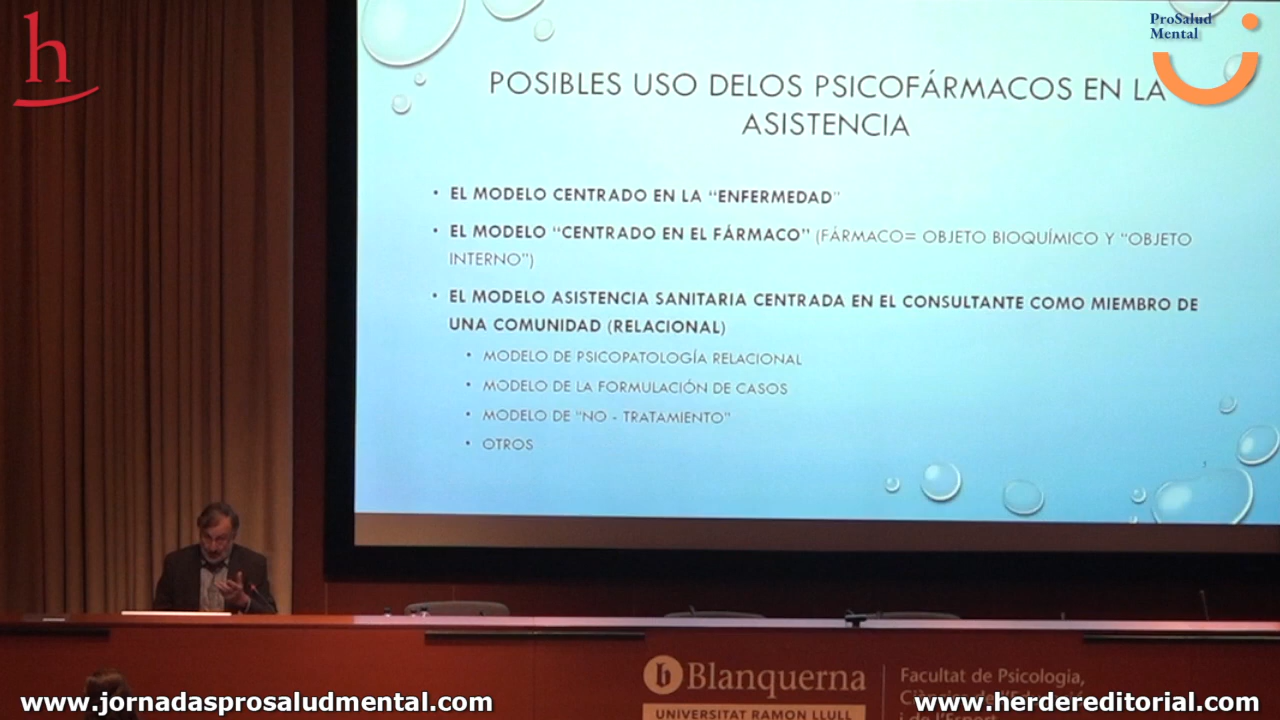 h
ProSalud
Mental
POSIBLES USO DELOS PSICOFÁRMACOS EN LA
ASISTENCIA
• EL MODELO CENTRADO EN LA “ENFERMEDAD”
• EL MODELO “CENTRADO EN EL FÁRMACO” (FÁRMACO= OBJETO BIOQUÍMICO Y “OBJETO
INTERNO”)
• EL MODELO ASISTENCIA SANITARIA CENTRADA EN EL CONSULTANTE COMO MIEMBRO DE
UNA COMUNIDAD (RELACIONAL)
• MODELO DE PSICOPATOLOGÍA RELACIONAL
• MODELO DE LA FORMULACIÓN DE CASOS
• MODELO DE "NO - TRATAMIENTO"
• OTROS
b Blanquerna
UNIVERSITAT RAMON LLULL
Facultat de Psicologia,
i de l'Esport
www.jornadasprosaludmental.com
www.herdereditorial.com